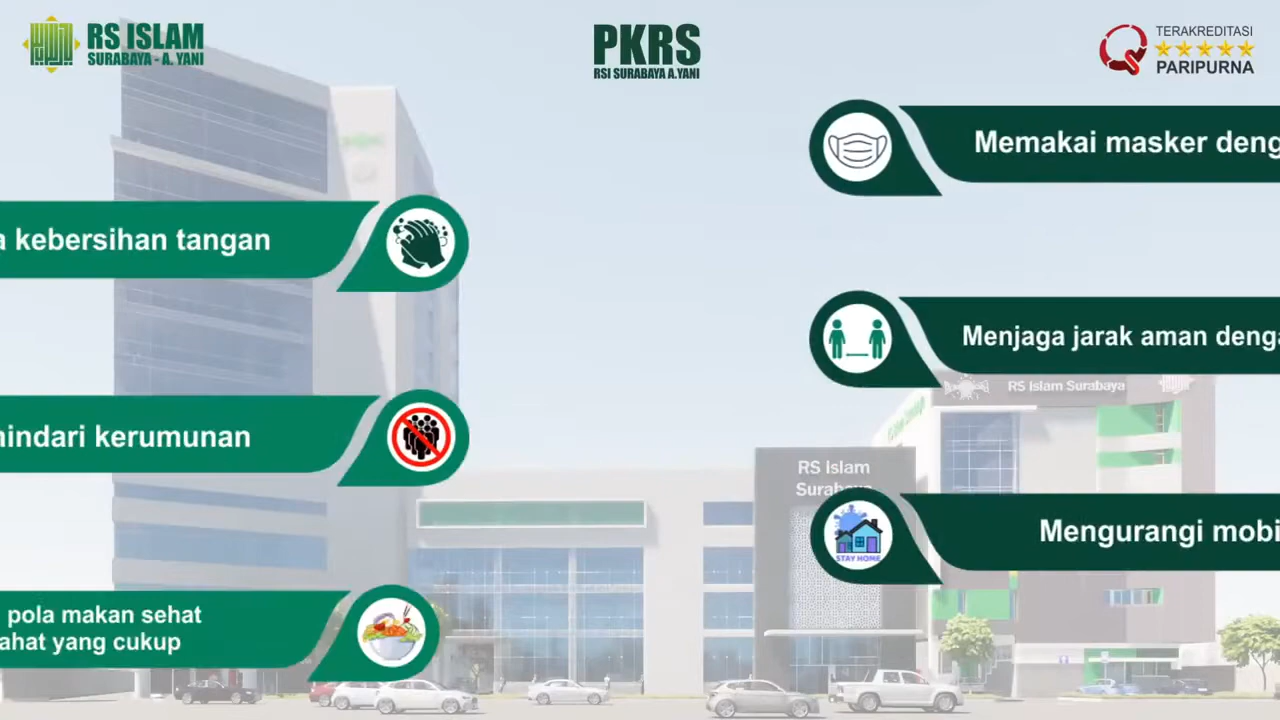 RS ISLAM
SURABAYA - A. YANI
PKRS
RSI SURABAYA A.YANI
TERAKREDITASI
PARIPURNA
Memakai masker deng
a kebersihan tangan
Menjaga jarak aman denga
RS Islam Surabaya
hindari kerumunan
RS Islam
Surabaya
Mengurangi mobi
STAY HOME
pola makan sehat
ahat yang cukup